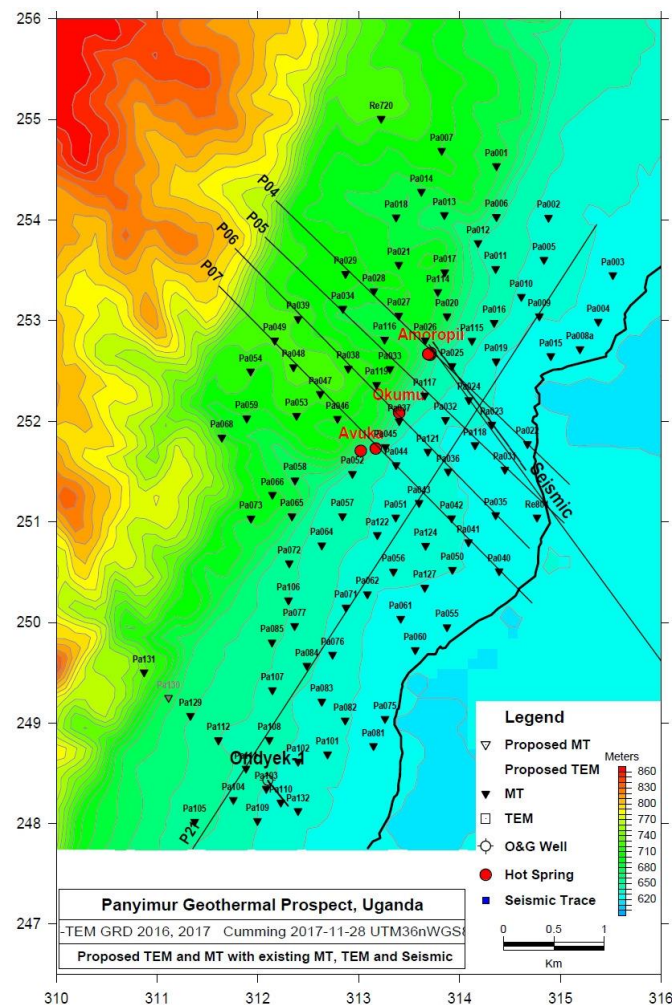 256
255
254
253
252
251
250
249
248
247
310
311
312
313
314
315
316
Re720
Pa007
Pa001
Pa014
Pa018
Pa013
Pa006
Pa002
P04
P05
P06
P07
Pa012
Pa021
Pa017
Pa011
Pa005
Pa003
Pa029
Pa028
Pa114
Pa010
Pa039
Pa034
Pa027
Pa020
Pa016
Pa009
Pa004
Pa049
Pa116
Pa026
Amoropil
Pa115
Pa015
Pa008a
Pa054
Pa048
Pa038
Pa033
Pa025
Pa019
Pa119
Pa047
Okumu
Pa117
Pa024
Pa059
Pa053
Pa046
Pa037
Pa032
Pa023
Pa068
Avuka
Pa045
Pa044
Pa121
Pa118
Pa022
Pa052
Pa036
Seismic
Pa066
Pa058
Pa043
Pa073
Pa065
Pa057
Pa051
Pa042
Pa035
Pa064
Pa122
Pa124
Pa041
Pa072
Pa056
Pa050
Pa040
Pa106
Pa071
Pa062
Pa127
Pa077
Pa061
Pa055
Pa085
Pa084
Pa076
Pa060
Pa131
Pa130
Pa129
Pa107
Pa083
Pa082
Pa075
Pa112
Pa108
Pa101
Pa081
Ondyek-1
Pa102
Pa103
Pa104
Pa110
Pa132
Pa105
Pa109
Legend
Proposed MT
Proposed TEM
MT
TEM
O&G Well
Hot Spring
Seismic Trace
Meters
860
830
800
770
740
710
680
650
620
0 0.5 1
Km
Panyimur Geothermal Prospect, Uganda
-TEM GRD 2016, 2017 Cumming 2017-11-28 UTM36nWGS8
Proposed TEM and MT with existing MT, TEM and Seismic